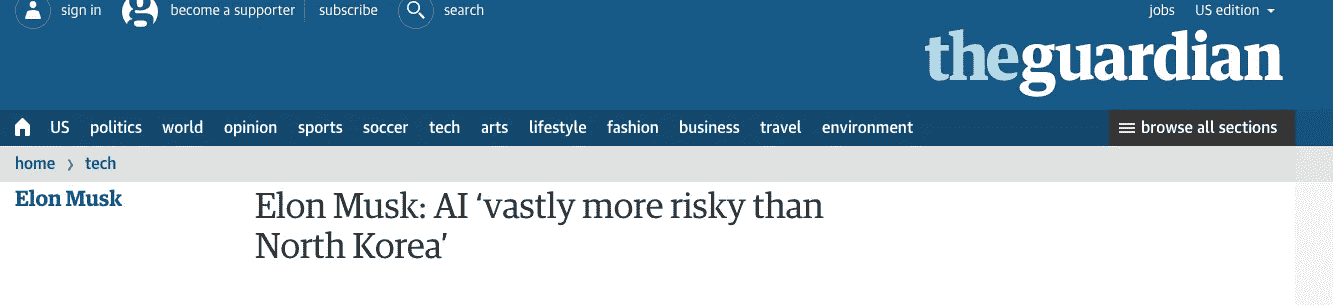 sign in become a supporter subscribe search jobs US edition
theguardian
US politics world opinion sports soccer tech arts lifestyle fashion business travel environment browse all sections
home › tech
Elon Musk
Elon Musk: AI ‘vastly more risky than
North Korea’